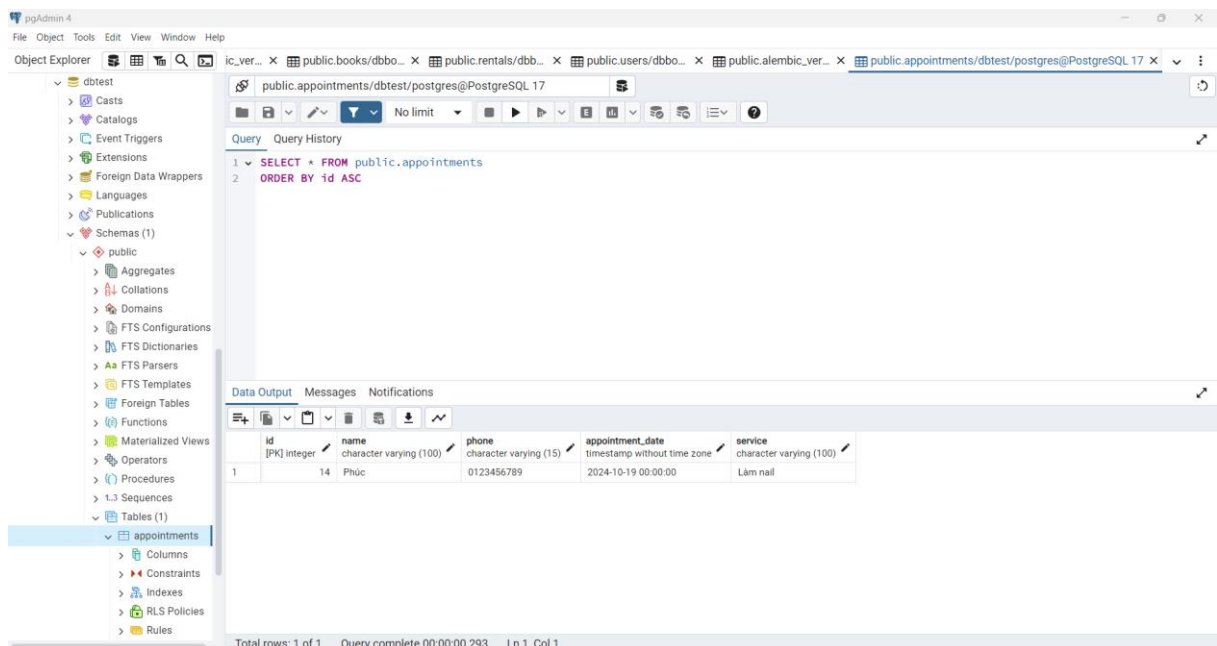 pgAdmin 4
File Object Tools Edit View Window Help
Object Explorer
ic_ver... public.books/dbbo... public.rentals/dbb... public.users/dbbo... public.alembic_ver... public.appointments/dbtest/postgres@PostgreSQL 17
dbtest
Casts
Catalogs
Event Triggers
Extensions
Foreign Data Wrappers
Languages
Publications
Schemas (1)
public
Aggregates
Collations
Domains
FTS Configurations
FTS Dictionaries
FTS Parsers
FTS Templates
Foreign Tables
Functions
Materialized Views
Operators
Procedures
1..3 Sequences
Tables (1)
appointments
Columns
Constraints
Indexes
RLS Policies
Rules
public.appointments/dbtest/postgres@PostgreSQL 17
No limit
Query Query History
1 SELECT * FROM public.appointments
2 ORDER BY id ASC
Data Output Messages Notifications
id name phone appointment_date service
[PK] integer character varying (100) character varying (15) timestamp without time zone character varying (100)
1 14 Phúc 0123456789 2024-10-19 00:00:00 Làm nail
Total rows: 1 of 1 Query complete 00:00:00.293 Ln 1, Col 1